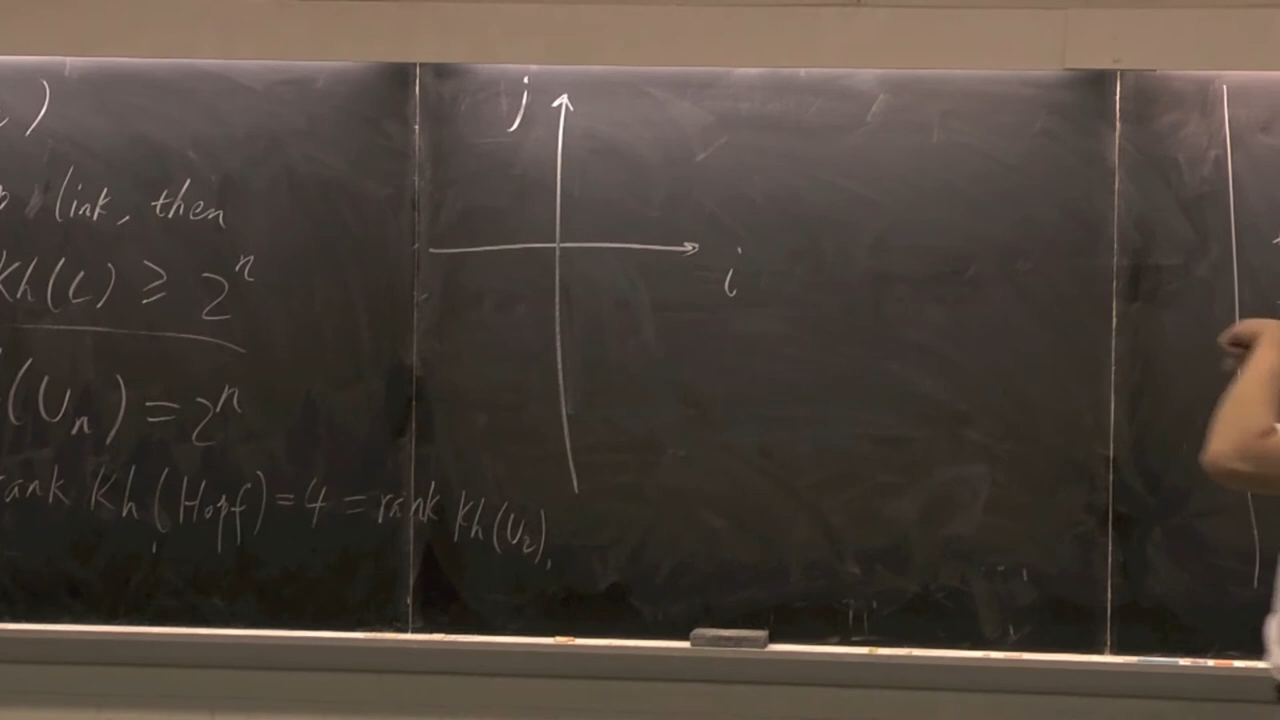 )
link, then
Kh(L) ≥ 2^n
(U_n) = 2^n
rank Kh(Hopf) = 4 = rank Kh(U_2),
j
i